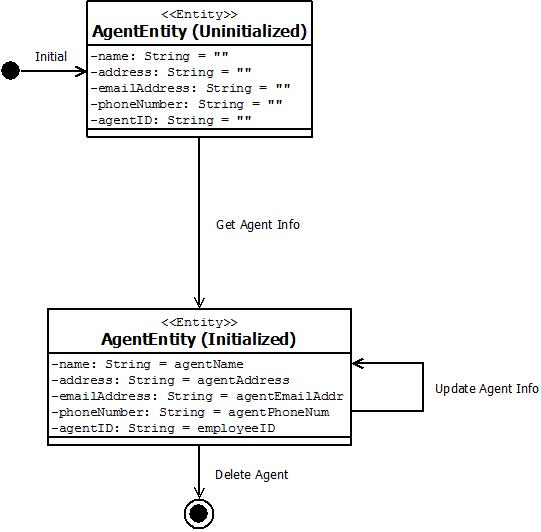 <<Entity>>
AgentEntity (Uninitialized)
Initial
-name: String = ""
-address: String = ""
-emailAddress: String = ""
-phoneNumber: String = ""
-agentID: String = ""
Get Agent Info
<<Entity>>
AgentEntity (Initialized)
-name: String = agentName
-address: String = agentAddress
-emailAddress: String = agentEmailAddr
-phoneNumber: String = agentPhoneNum
-agentID: String = employeeID
Update Agent Info
Delete Agent